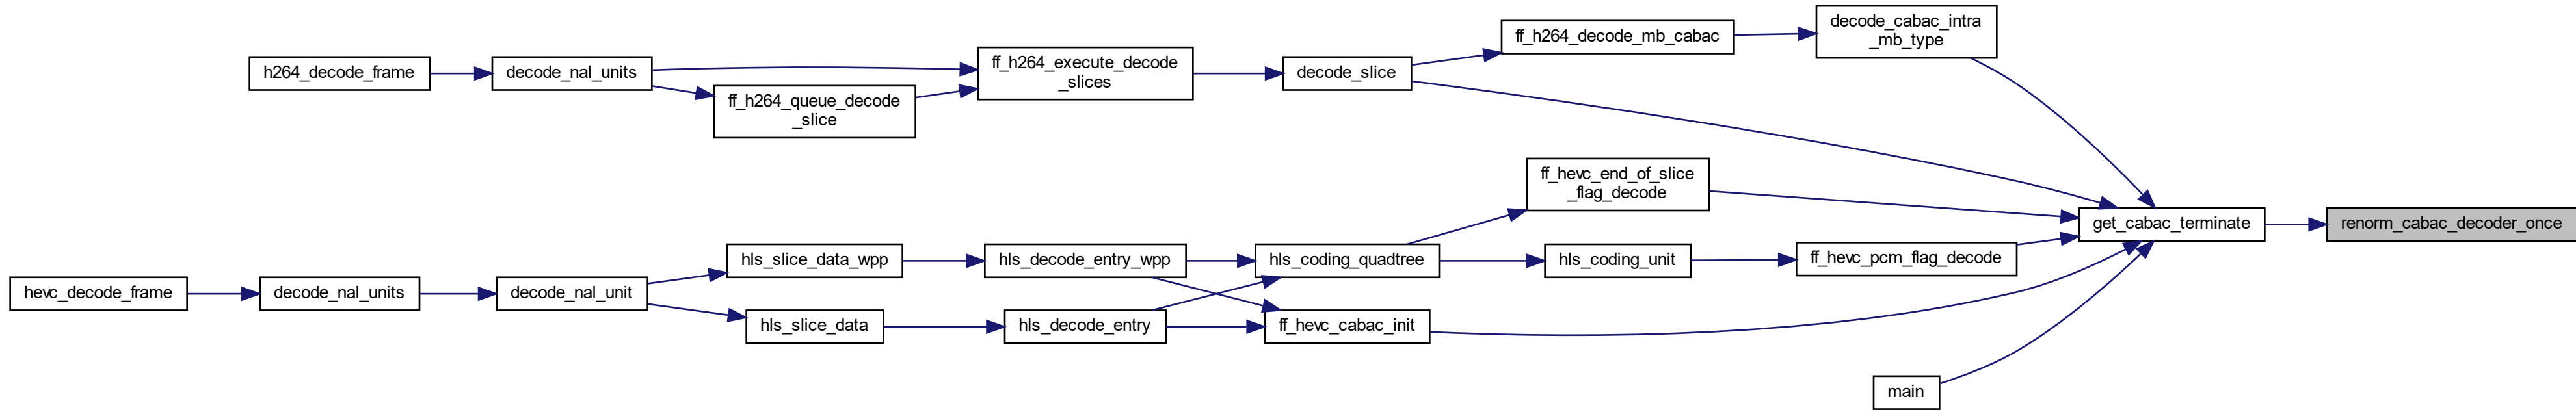 decode_cabac_intra
_mb_type
ff_h264_decode_mb_cabac
h264_decode_frame
decode_nal_units
ff_h264_execute_decode
_slices
decode_slice
ff_h264_queue_decode
_slice
ff_hevc_end_of_slice
_flag_decode
get_cabac_terminate
renorm_cabac_decoder_once
hls_slice_data_wpp
hls_decode_entry_wpp
hls_coding_quadtree
hls_coding_unit
ff_hevc_pcm_flag_decode
hevc_decode_frame
decode_nal_units
decode_nal_unit
hls_slice_data
hls_decode_entry
ff_hevc_cabac_init
main